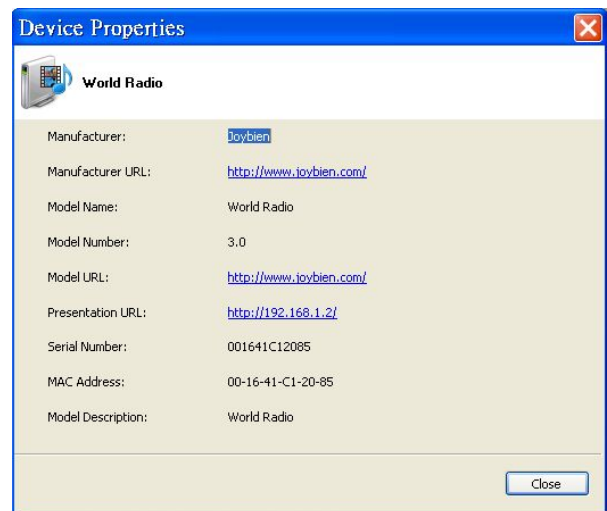 Device Properties
World Radio
Manufacturer: Joybien
Manufacturer URL: http://www.joybien.com/
Model Name: World Radio
Model Number: 3.0
Model URL: http://www.joybien.com/
Presentation URL: http://192.168.1.2/
Serial Number: 001641C12085
MAC Address: 00-16-41-C1-20-85
Model Description: World Radio
Close